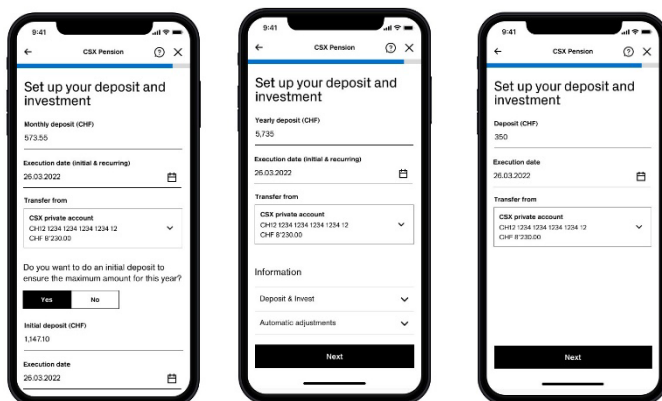 9:41
CSX Pension
Set up your deposit and
investment
Monthly deposit (CHF)
573.55
Execution date (initial & recurring)
26.03.2022
Transfer from
CSX private account
CH12 1234 1234 1234 1234 12
CHF 8'230.00
Do you want to do an initial deposit to
ensure the maximum amount for this year?
Yes No
Initial deposit (CHF)
1,147.10
Execution date
26.03.2022
9:41
CSX Pension
Set up your deposit and
investment
Yearly deposit (CHF)
5,735
Execution date (initial & recurring)
26.03.2022
Transfer from
CSX private account
CH12 1234 1234 1234 1234 12
CHF 8'230.00
Information
Deposit & Invest
Automatic adjustments
Next
9:41
CSX Pension
Set up your deposit and
investment
Deposit (CHF)
350
Execution date
26.03.2022
Transfer from
CSX private account
CH12 1234 1234 1234 1234 12
CHF 8'230.00
Next